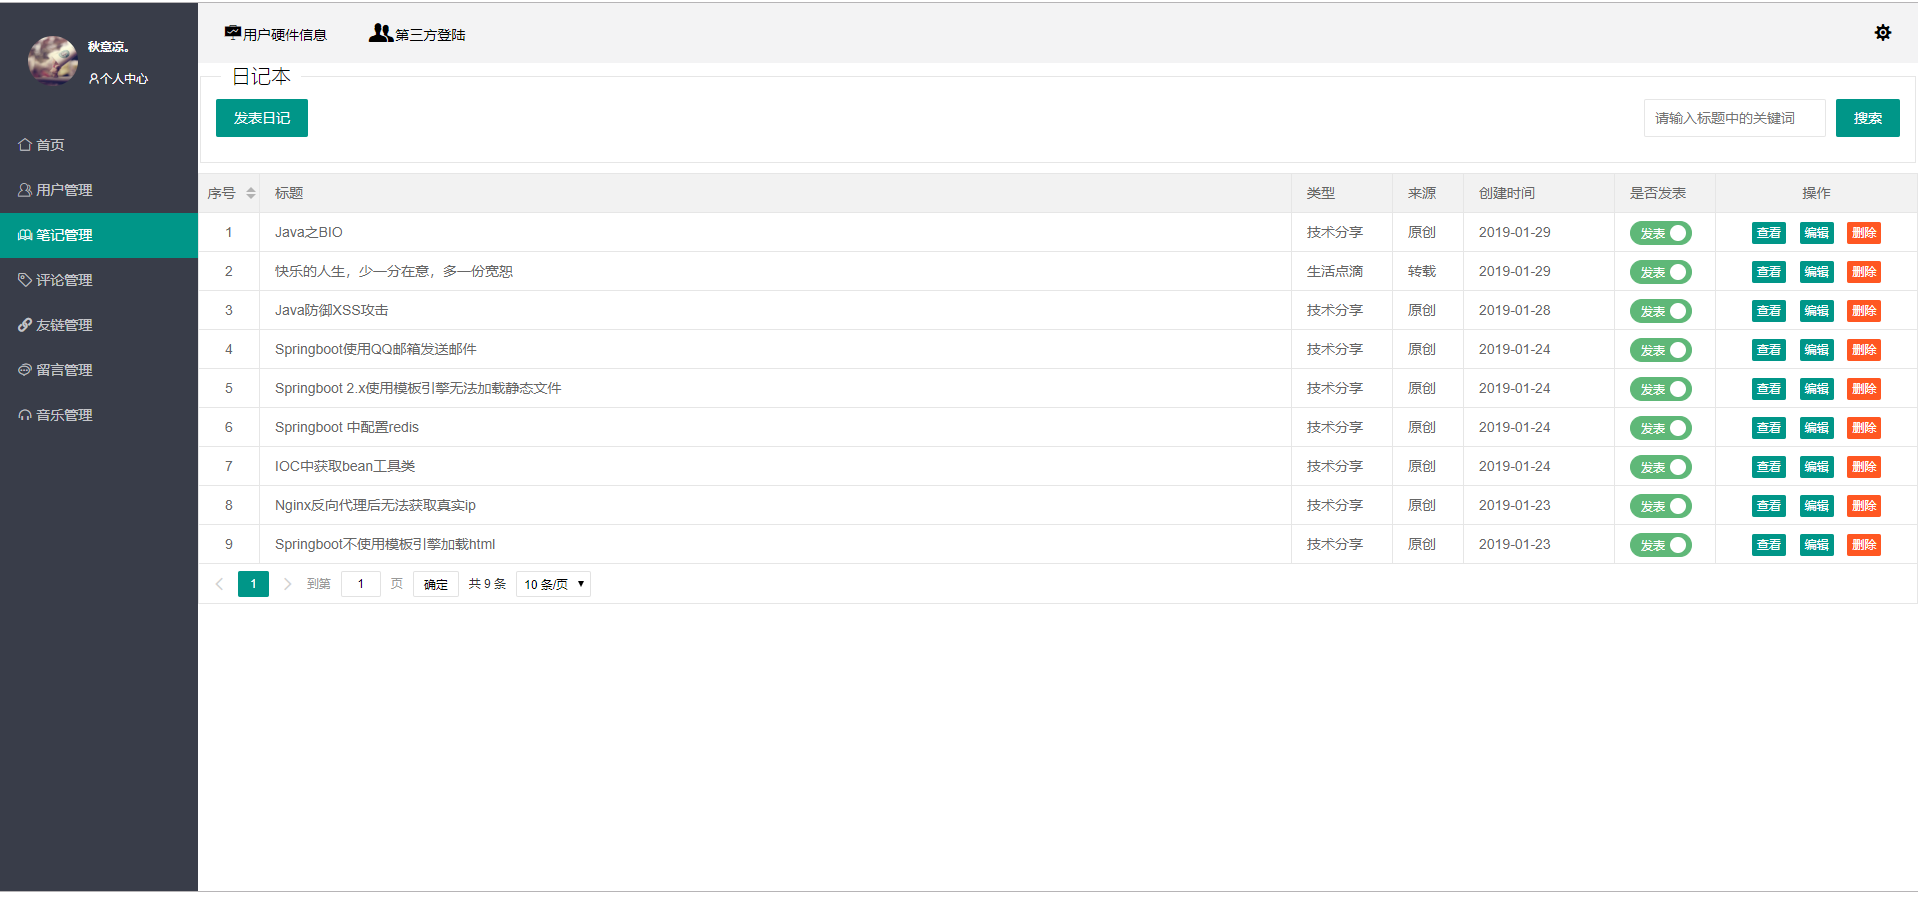 秋意凉。
个人中心
首页
用户管理
笔记管理
评论管理
友链管理
留言管理
音乐管理
用户硬件信息 第三方登陆
日记本
发表日记 请输入标题中的关键词 搜索
序号 标题 类型 来源 创建时间 是否发表 操作
1 Java之BIO 技术分享 原创 2019-01-29 发表 查看 编辑 删除
2 快乐的人生，少一分在意，多一份宽恕 生活点滴 转载 2019-01-29 发表 查看 编辑 删除
3 Java防御XSS攻击 技术分享 原创 2019-01-28 发表 查看 编辑 删除
4 Springboot使用QQ邮箱发送邮件 技术分享 原创 2019-01-24 发表 查看 编辑 删除
5 Springboot 2.x使用模板引擎无法加载静态文件 技术分享 原创 2019-01-24 发表 查看 编辑 删除
6 Springboot 中配置redis 技术分享 原创 2019-01-24 发表 查看 编辑 删除
7 IOC中获取bean工具类 技术分享 原创 2019-01-24 发表 查看 编辑 删除
8 Nginx反向代理后无法获取真实ip 技术分享 原创 2019-01-23 发表 查看 编辑 删除
9 Springboot不使用模板引擎加载html 技术分享 原创 2019-01-23 发表 查看 编辑 删除
1 到第 1 页 确定 共 9 条 10 条/页